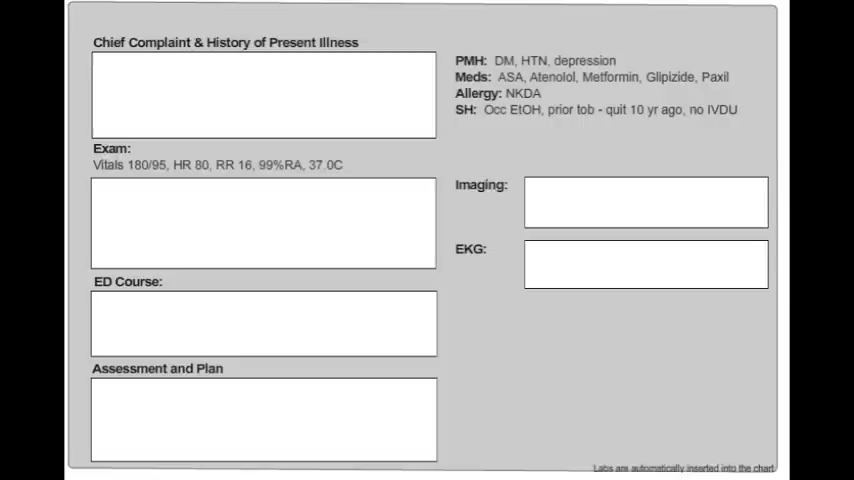 Chief Complaint & History of Present Illness
PMH: DM, HTN, depression
Meds: ASA, Atenolol, Metformin, Glipizide, Paxil
Allergy: NKDA
SH: Occ EtOH, prior tob - quit 10 yr ago, no IVDU
Exam:
Vitals 180/95, HR 80, RR 16, 99%RA, 37.0C
Imaging:
EKG:
ED Course:
Assessment and Plan
Labs are automatically inserted into the chart